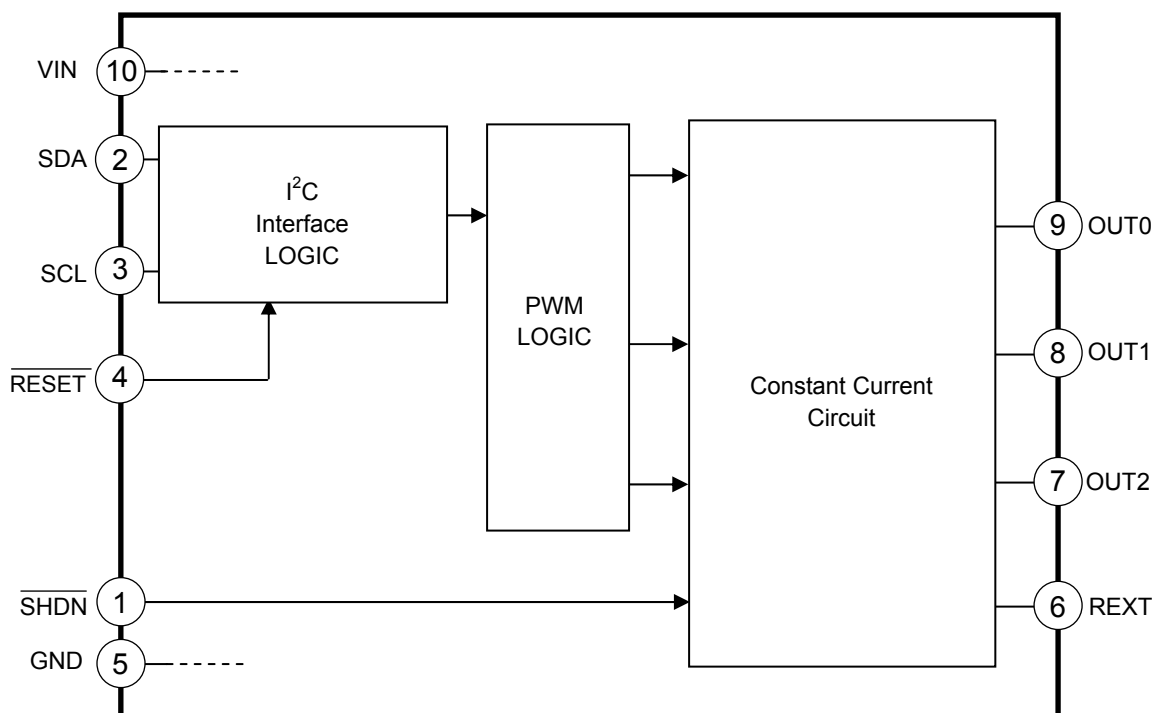 VIN
10
SDA
2
I²C
Interface
LOGIC
SCL
3
RESET
4
PWM
LOGIC
Constant Current
Circuit
9
OUT0
8
OUT1
7
OUT2
SHDN
1
6
REXT
GND
5